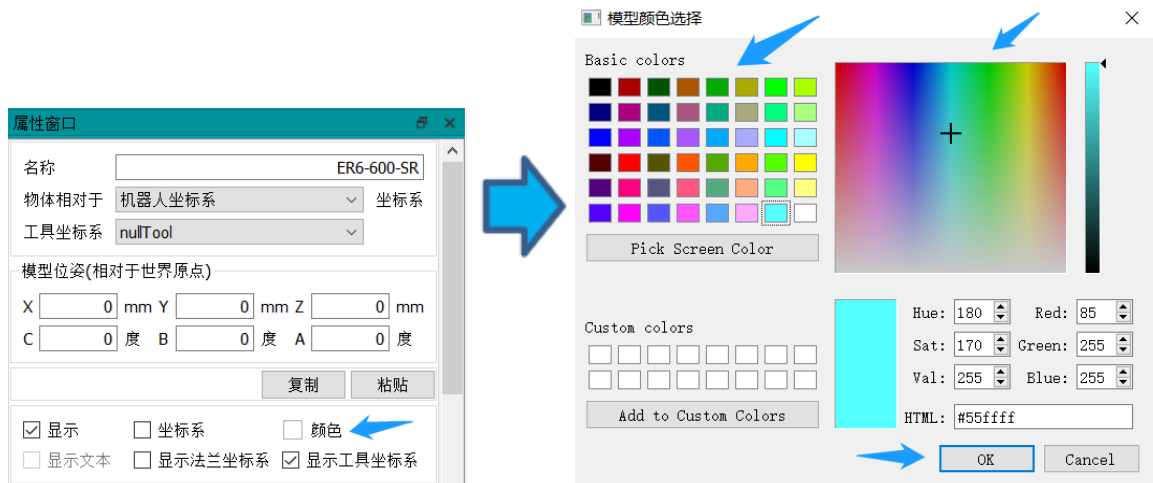 属性窗口
名称 ER6-600-SR
物体相对于 机器人坐标系 坐标系
工具坐标系 nullTool
模型位姿(相对于世界原点)
X 0 mm Y 0 mm Z 0 mm
C 0 度 B 0 度 A 0 度
复制 粘贴
显示 坐标系 颜色
显示文本 显示法兰坐标系 显示工具坐标系
模型颜色选择
Basic colors
Pick Screen Color
Custom colors
Add to Custom Colors
Hue: 180 Red: 85
Sat: 170 Green: 255
Val: 255 Blue: 255
HTML: #55ffff
OK Cancel